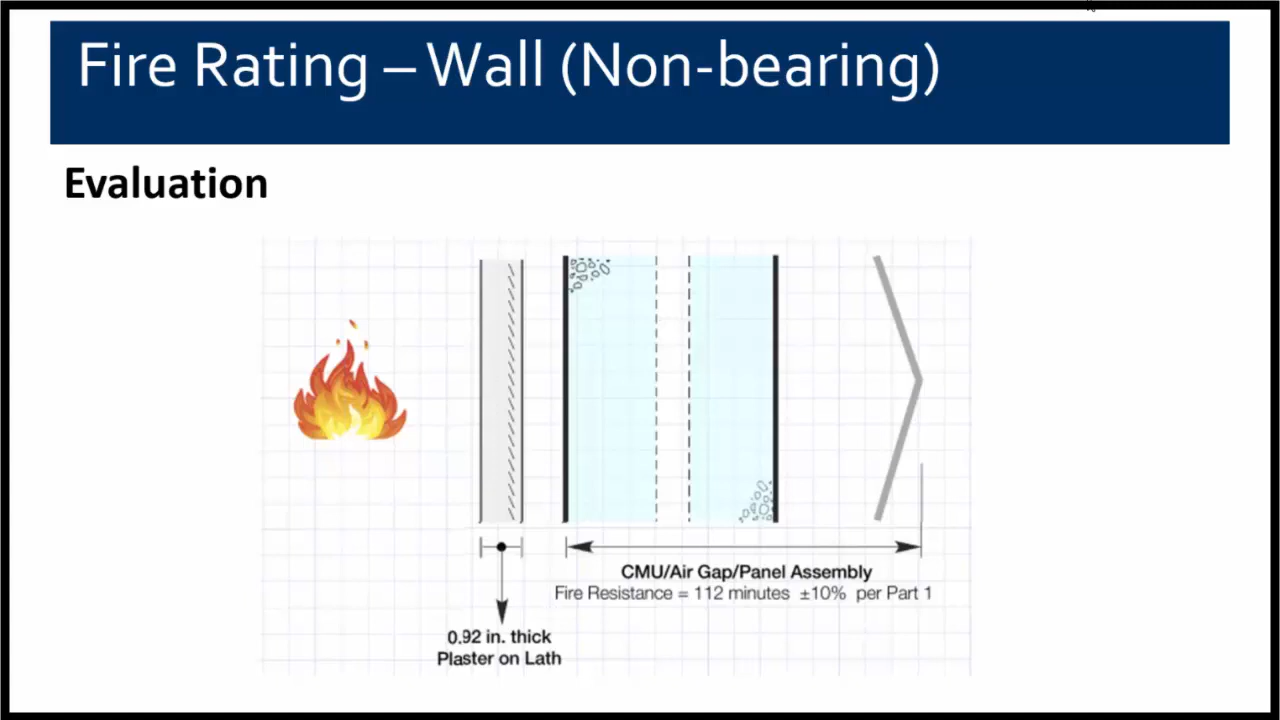 Fire Rating – Wall (Non-bearing)
Evaluation
CMU/Air Gap/Panel Assembly
Fire Resistance = 112 minutes ±10% per Part 1
0.92 in. thick
Plaster on Lath